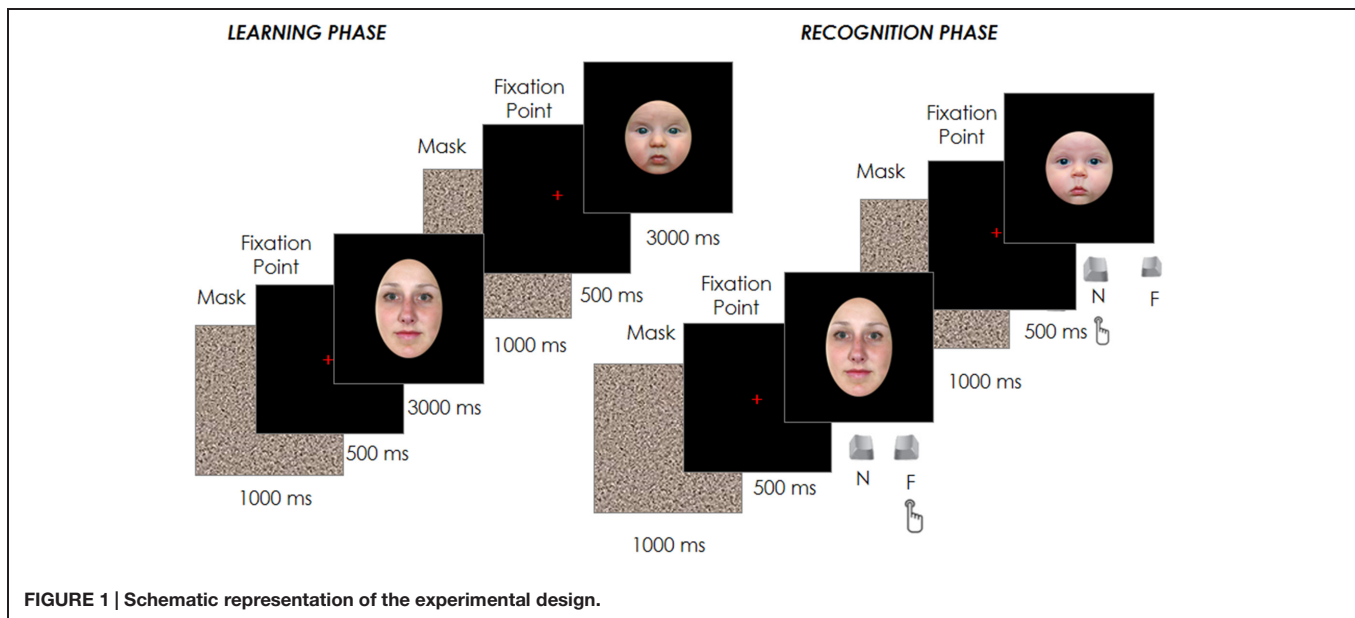 LEARNING PHASE
RECOGNITION PHASE
Mask
Fixation
Point
1000 ms
500 ms
3000 ms
Mask
Fixation
Point
1000 ms
500 ms
3000 ms
Mask
Fixation
Point
1000 ms
500 ms
N F
Mask
Fixation
Point
1000 ms
500 ms
N F
FIGURE 1 | Schematic representation of the experimental design.